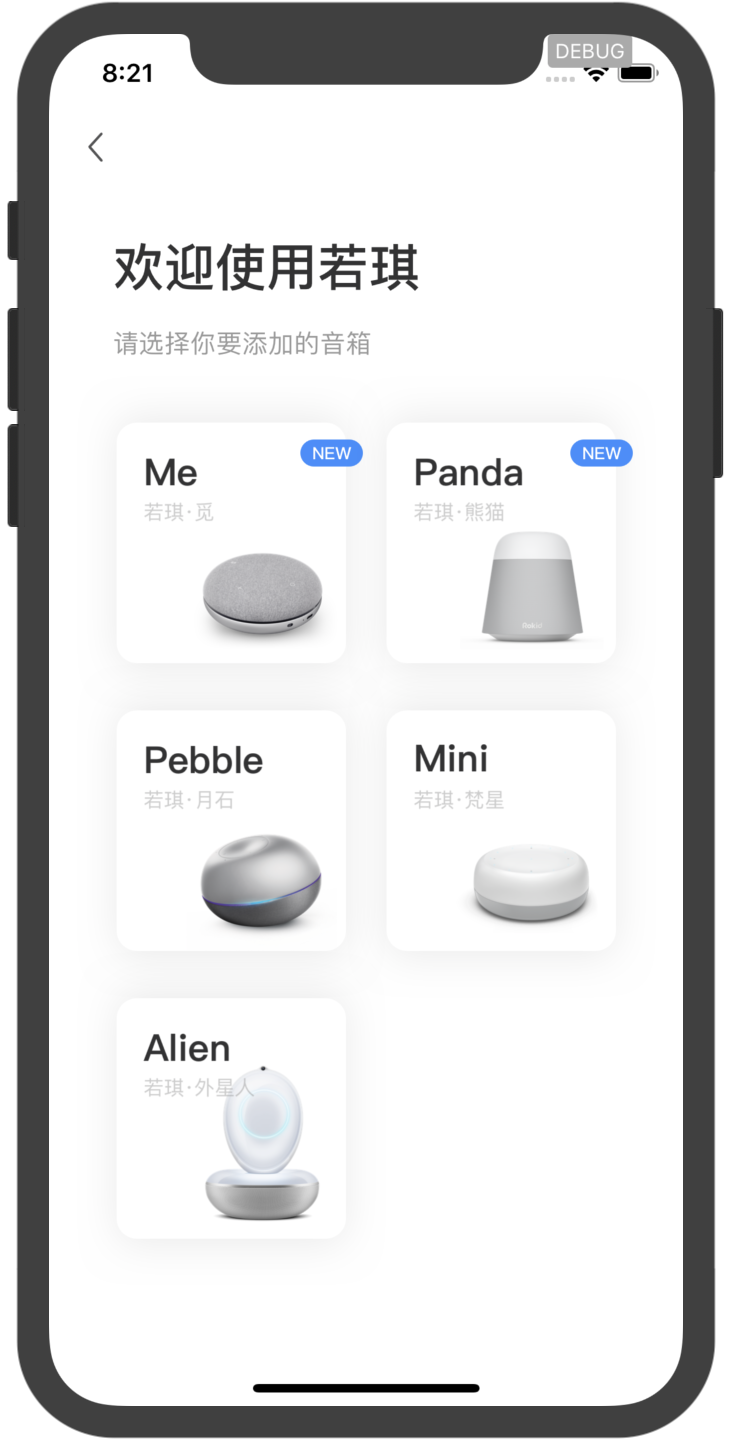 8:21
DEBUG
欢迎使用若琪
请选择你要添加的音箱
Me
NEW
若琪·觅
Panda
NEW
若琪·熊猫
Rokid
Pebble
若琪·月石
Mini
若琪·梵星
Alien
若琪·外星人